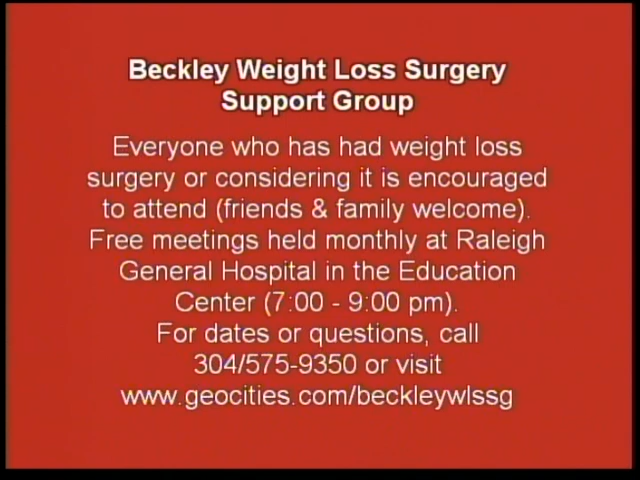 Beckley Weight Loss Surgery
Support Group
Everyone who has had weight loss
surgery or considering it is encouraged
to attend (friends & family welcome).
Free meetings held monthly at Raleigh
General Hospital in the Education
Center (7:00 - 9:00 pm).
For dates or questions, call
304/575-9350 or visit
www.geocities.com/beckleywlssg